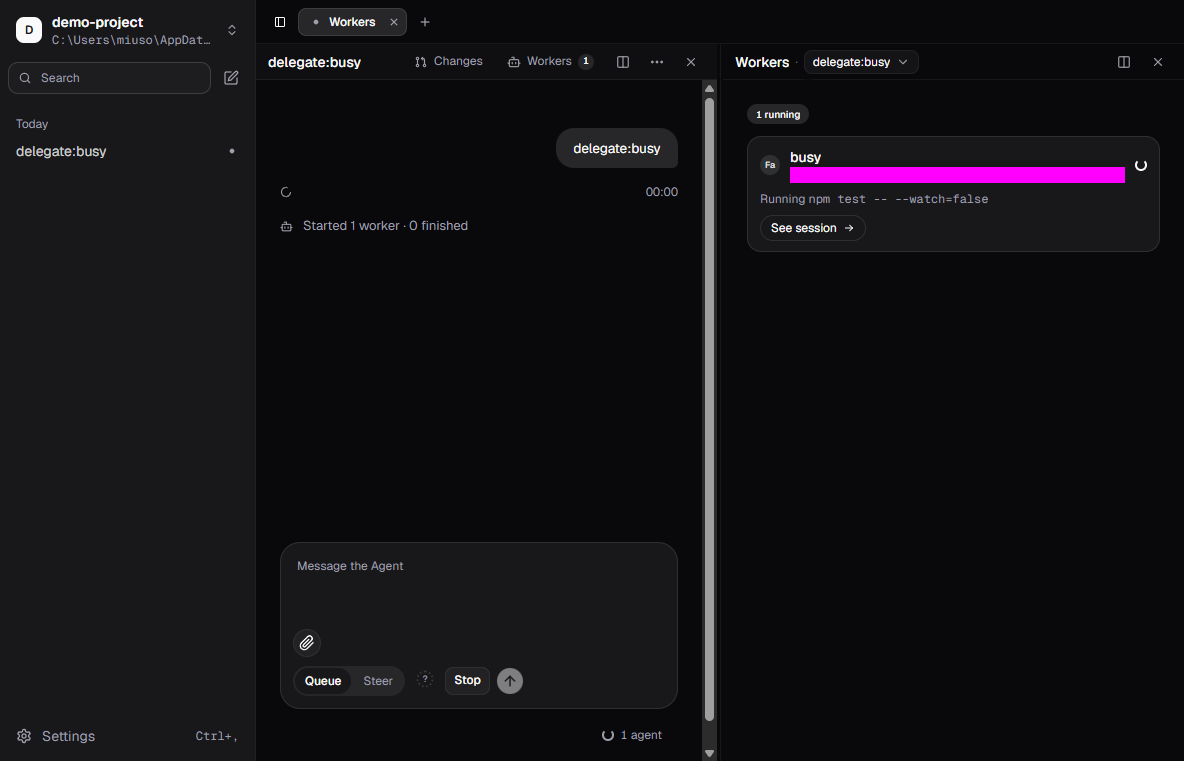 D
demo-project
C:\Users\miuso\AppDat…
Search
Today
delegate:busy
Settings
Ctrl+,
Workers
delegate:busy
Changes
Workers 1
delegate:busy
00:00
Started 1 worker · 0 finished
Message the Agent
Queue
Steer
?
Stop
1 agent
Workers · delegate:busy
1 running
Fa
busy
Running npm test -- --watch=false
See session →